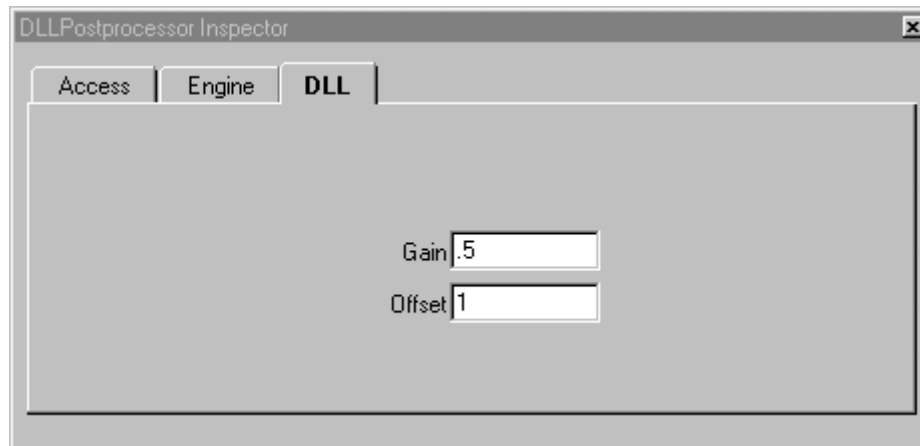 DLLPostprocessor Inspector
Access Engine DLL
Gain .5
Offset 1